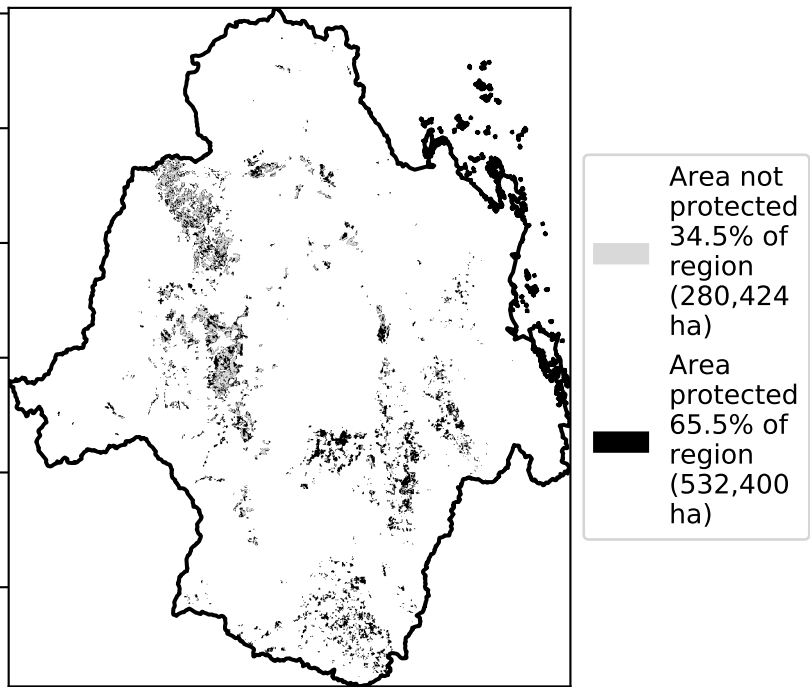 Area not
protected
34.5% of
region
(280,424
ha)
Area
protected
65.5% of
region
(532,400
ha)